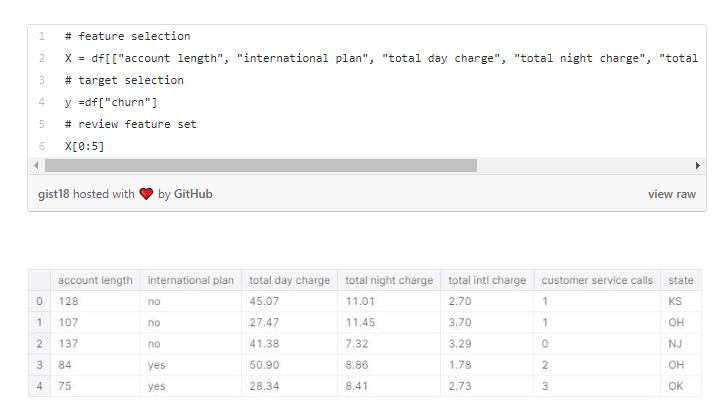 1 # feature selection
2 X = df[["account length", "international plan", "total day charge", "total night charge", "total
3 # target selection
4 y =df["churn"]
5 # review feature set
6 X[0:5]
gist18 hosted with ❤ by GitHub view raw
account length international plan total day charge total night charge total intl charge customer service calls state
0 128 no 45.07 11.01 2.70 1 KS
1 107 no 27.47 11.45 3.70 1 OH
2 137 no 41.38 7.32 3.29 0 NJ
3 84 yes 50.90 8.86 1.78 2 OH
4 75 yes 28.34 8.41 2.73 3 OK